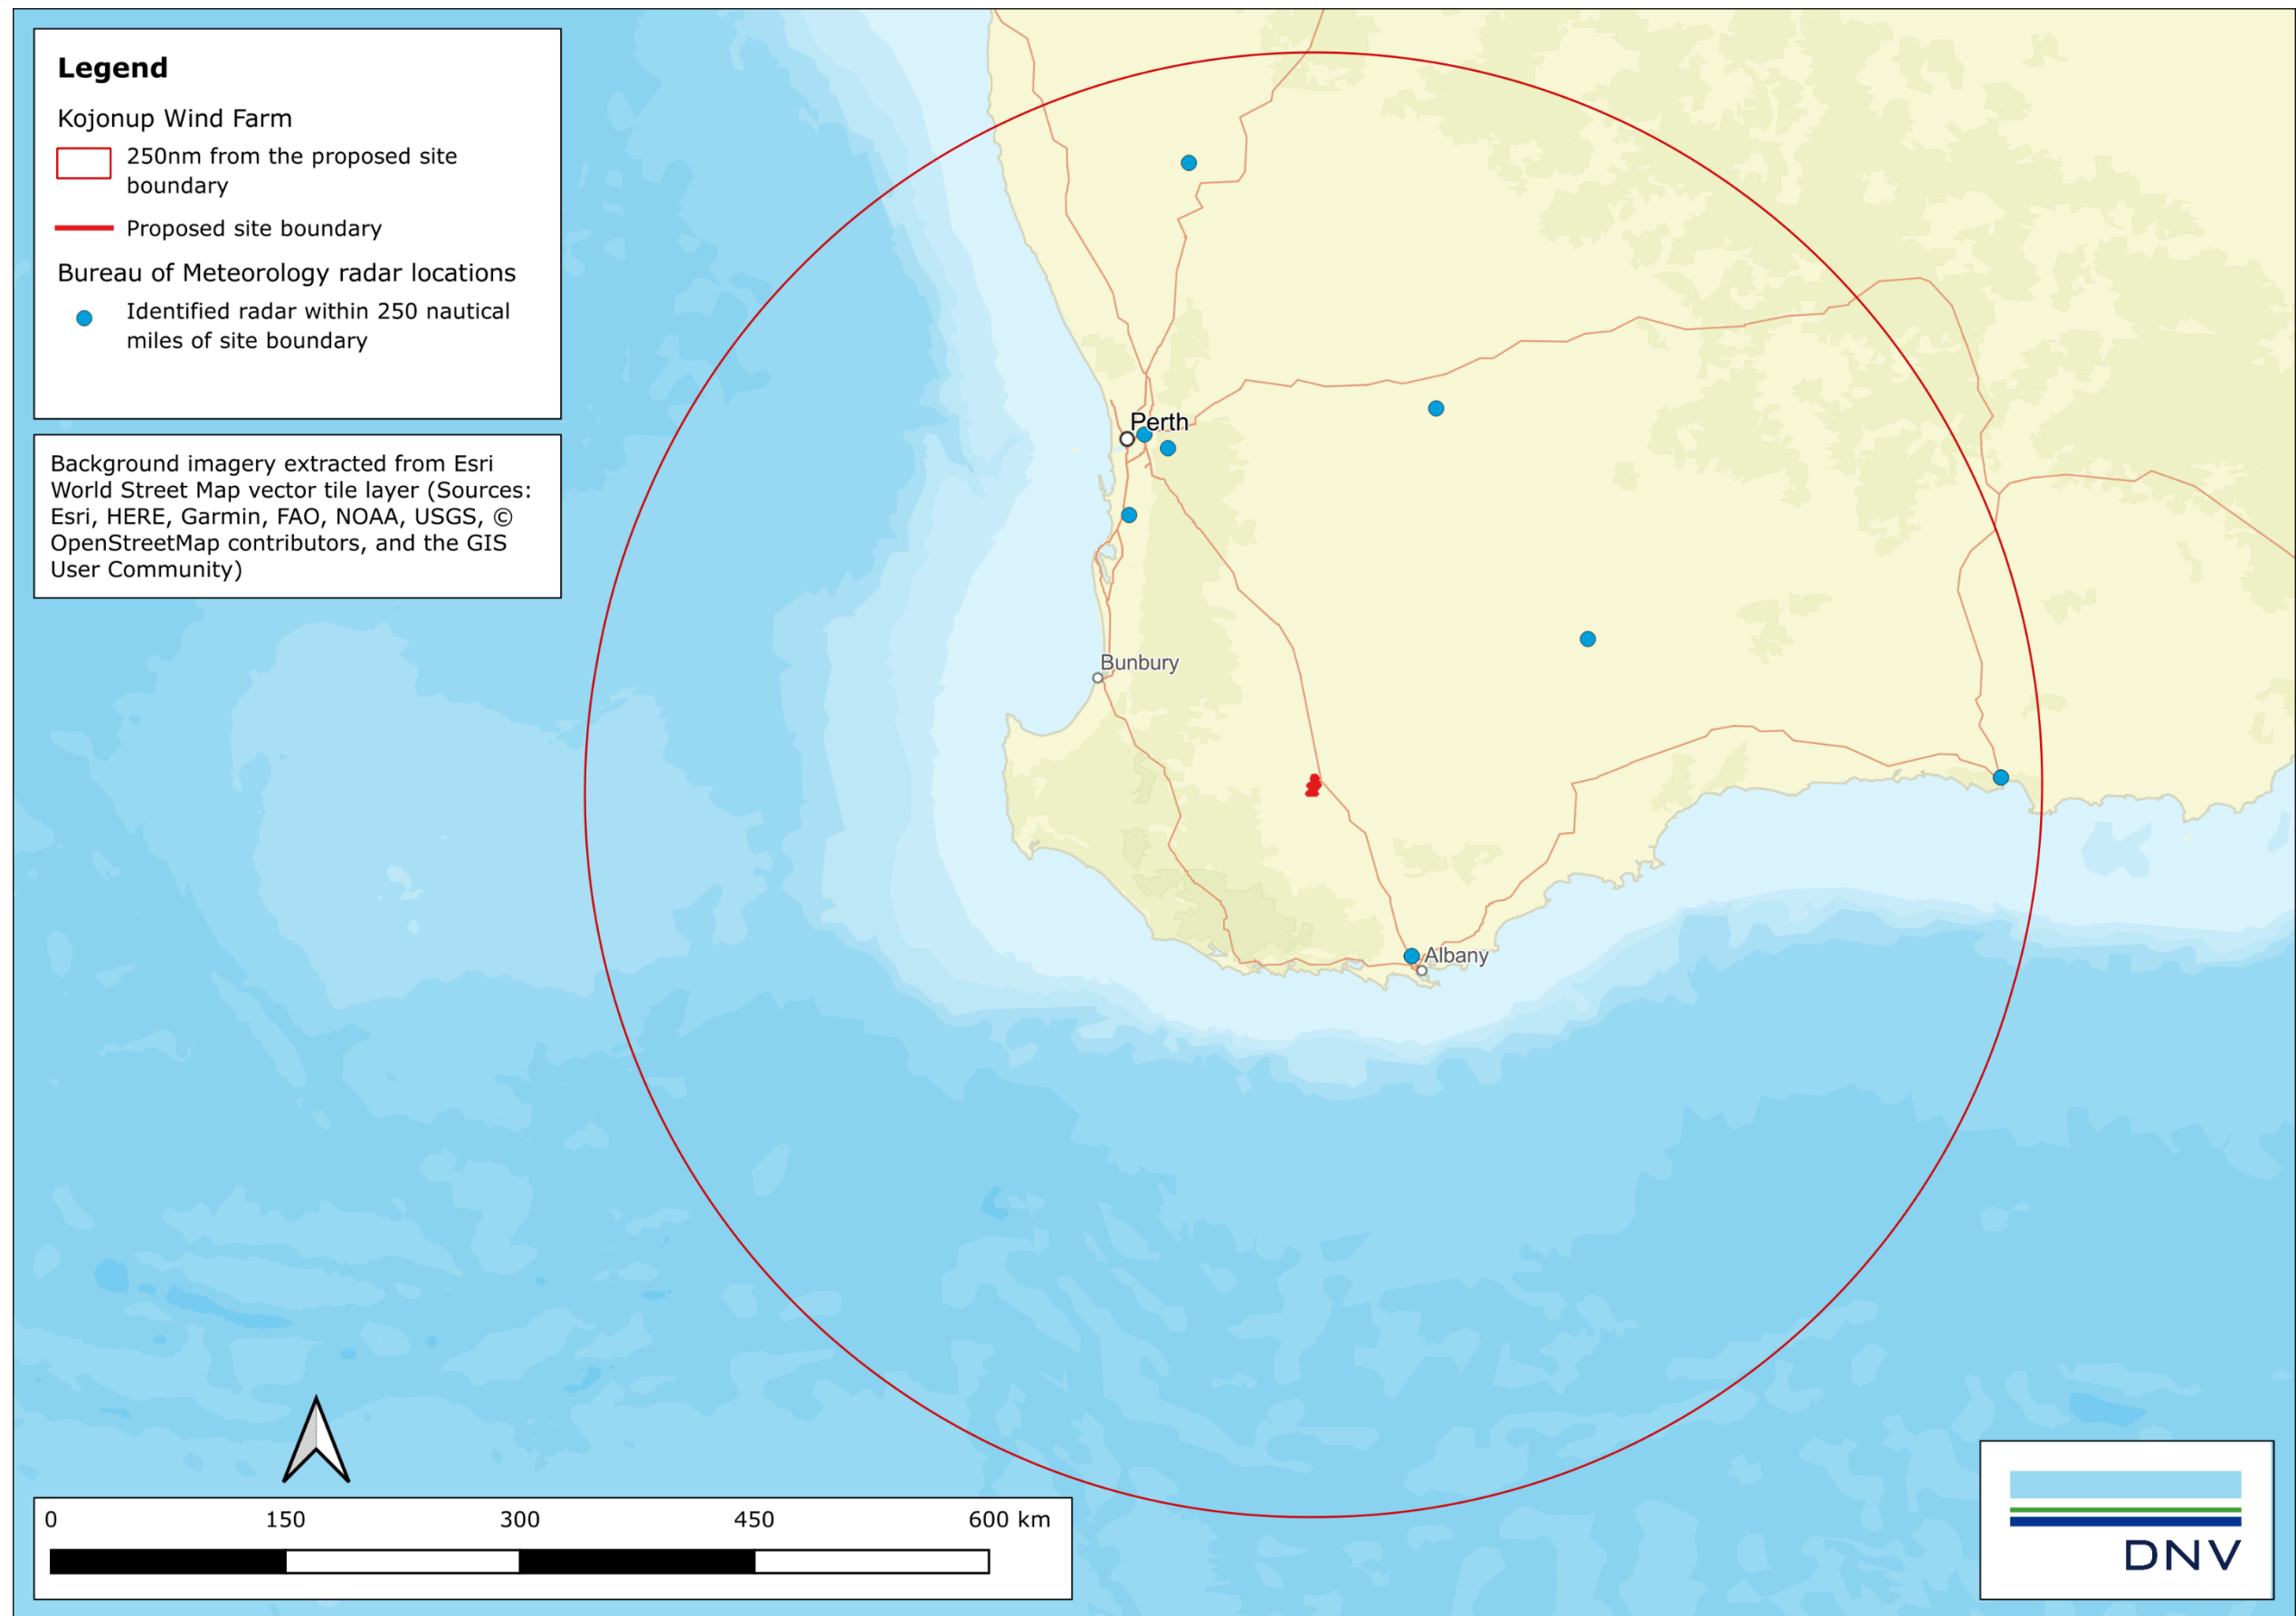 Legend
Kojonup Wind Farm
250nm from the proposed site
boundary
Proposed site boundary
Bureau of Meteorology radar locations
Identified radar within 250 nautical
miles of site boundary
Background imagery extracted from Esri
World Street Map vector tile layer (Sources:
Esri, HERE, Garmin, FAO, NOAA, USGS, ©
OpenStreetMap contributors, and the GIS
User Community)
Perth
Bunbury
Albany
0 150 300 450 600 km
DNV